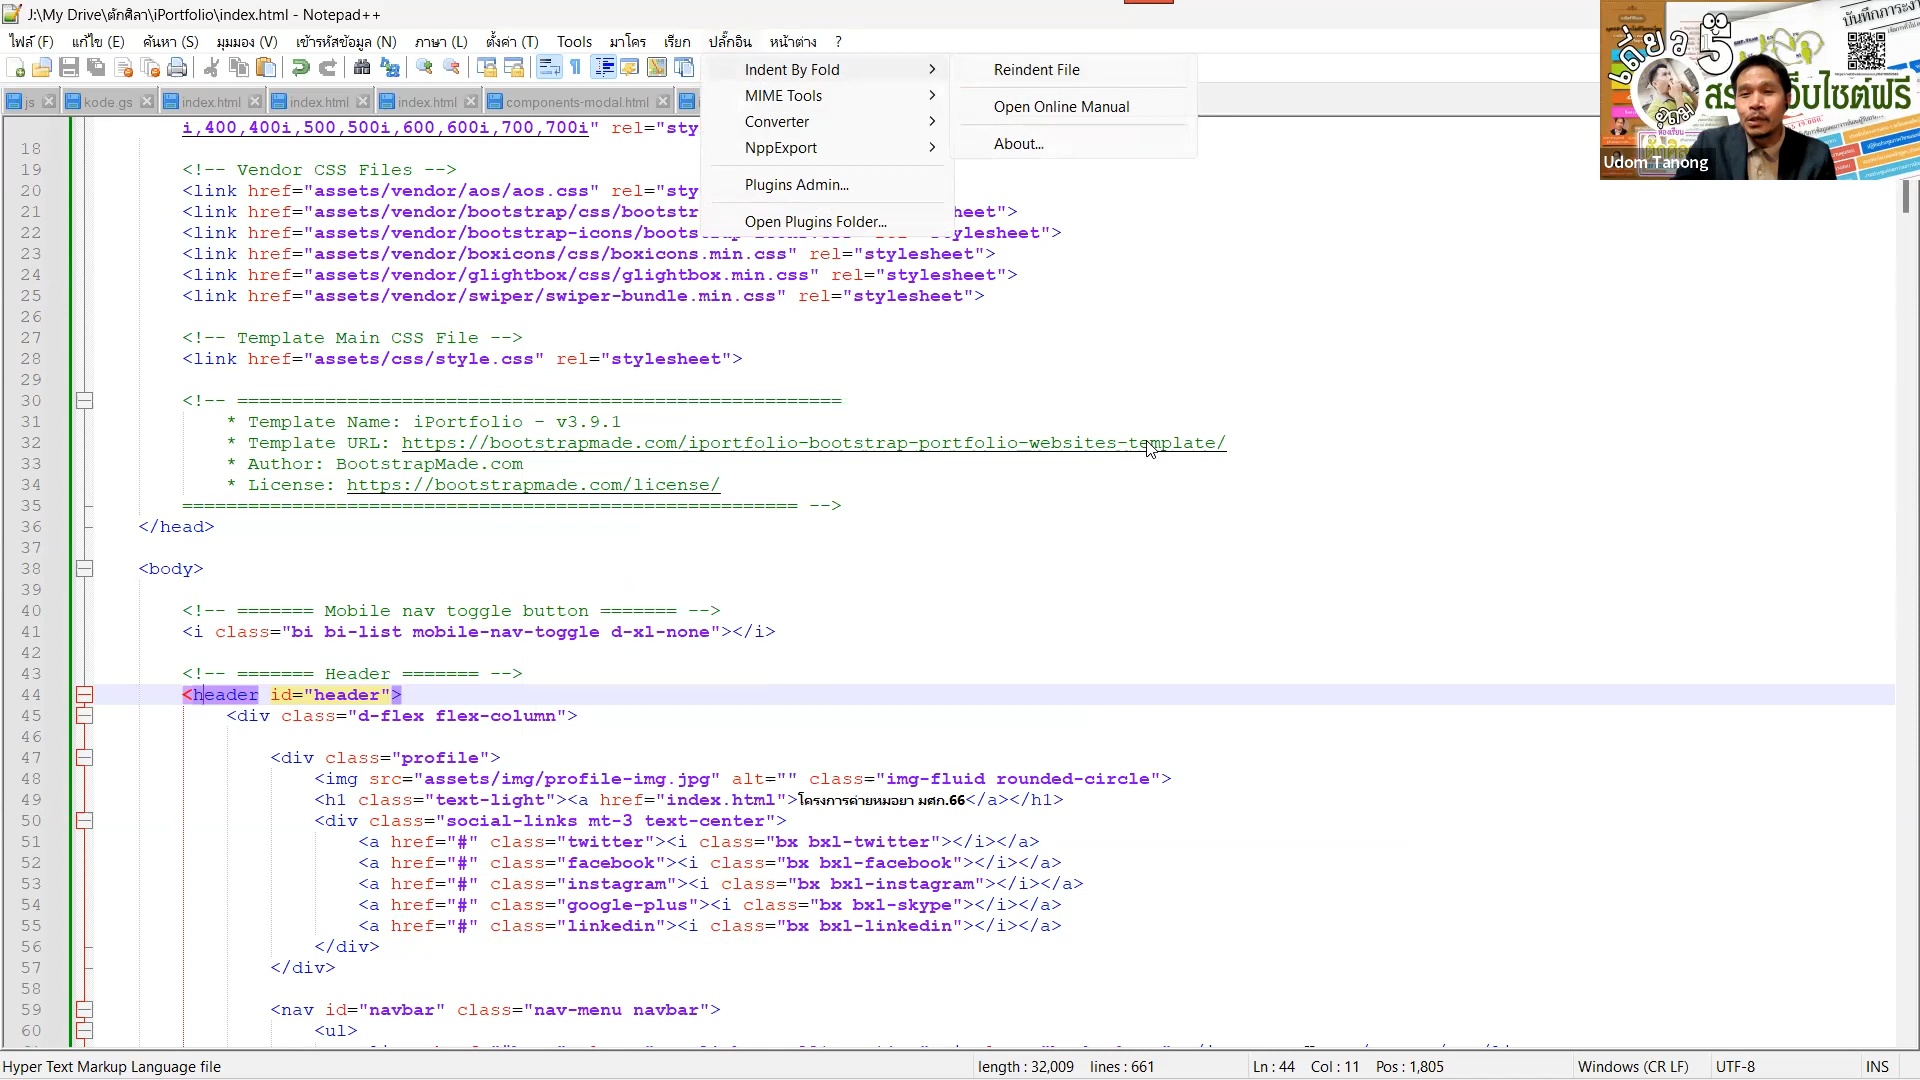 J:\My Drive\ตักศิลา\iPortfolio\index.html - Notepad++
ไฟล์ (F) แก้ไข (E) ค้นหา (S) มุมมอง (V) เข้ารหัสข้อมูล (N) ภาษา (L) ตั้งค่า (T) Tools มาโคร เรียก ปลั๊กอิน หน้าต่าง ?
js kode.gs index.html index.html index.html components-modal.html
Indent By Fold
MIME Tools
Converter
NppExport
Plugins Admin...
Open Plugins Folder...
Reindent File
Open Online Manual
About...
เดี่ยว 5
บันทึกภาระงา
อุดม
Udom Tanong
i,400,400i,500,500i,600,600i,700,700i" rel="sty
18
19 <!-- Vendor CSS Files -->
20 <link href="assets/vendor/aos/aos.css" rel="sty
21 <link href="assets/vendor/bootstrap/css/bootstr heet">
22 <link href="assets/vendor/bootstrap-icons/boots stylesheet">
23 <link href="assets/vendor/boxicons/css/boxicons.min.css" rel="stylesheet">
24 <link href="assets/vendor/glightbox/css/glightbox.min.css" rel="stylesheet">
25 <link href="assets/vendor/swiper/swiper-bundle.min.css" rel="stylesheet">
26
27 <!-- Template Main CSS File -->
28 <link href="assets/css/style.css" rel="stylesheet">
29
30 <!-- =======================================================
31 * Template Name: iPortfolio - v3.9.1
32 * Template URL: https://bootstrapmade.com/iportfolio-bootstrap-portfolio-websites-template/
33 * Author: BootstrapMade.com
34 * License: https://bootstrapmade.com/license/
35 ======================================================== -->
36 </head>
37
38 <body>
39
40 <!-- ======= Mobile nav toggle button ======= -->
41 <i class="bi bi-list mobile-nav-toggle d-xl-none"></i>
42
43 <!-- ======= Header ======= -->
44 <header id="header">
45 <div class="d-flex flex-column">
46
47 <div class="profile">
48 <img src="assets/img/profile-img.jpg" alt="" class="img-fluid rounded-circle">
49 <h1 class="text-light"><a href="index.html">โครงการค่ายหมอยา มศก.66</a></h1>
50 <div class="social-links mt-3 text-center">
51 <a href="#" class="twitter"><i class="bx bxl-twitter"></i></a>
52 <a href="#" class="facebook"><i class="bx bxl-facebook"></i></a>
53 <a href="#" class="instagram"><i class="bx bxl-instagram"></i></a>
54 <a href="#" class="google-plus"><i class="bx bxl-skype"></i></a>
55 <a href="#" class="linkedin"><i class="bx bxl-linkedin"></i></a>
56 </div>
57 </div>
58
59 <nav id="navbar" class="nav-menu navbar">
60 <ul>
Hyper Text Markup Language file length : 32,009 lines : 661 Ln : 44 Col : 11 Pos : 1,805 Windows (CR LF) UTF-8 INS